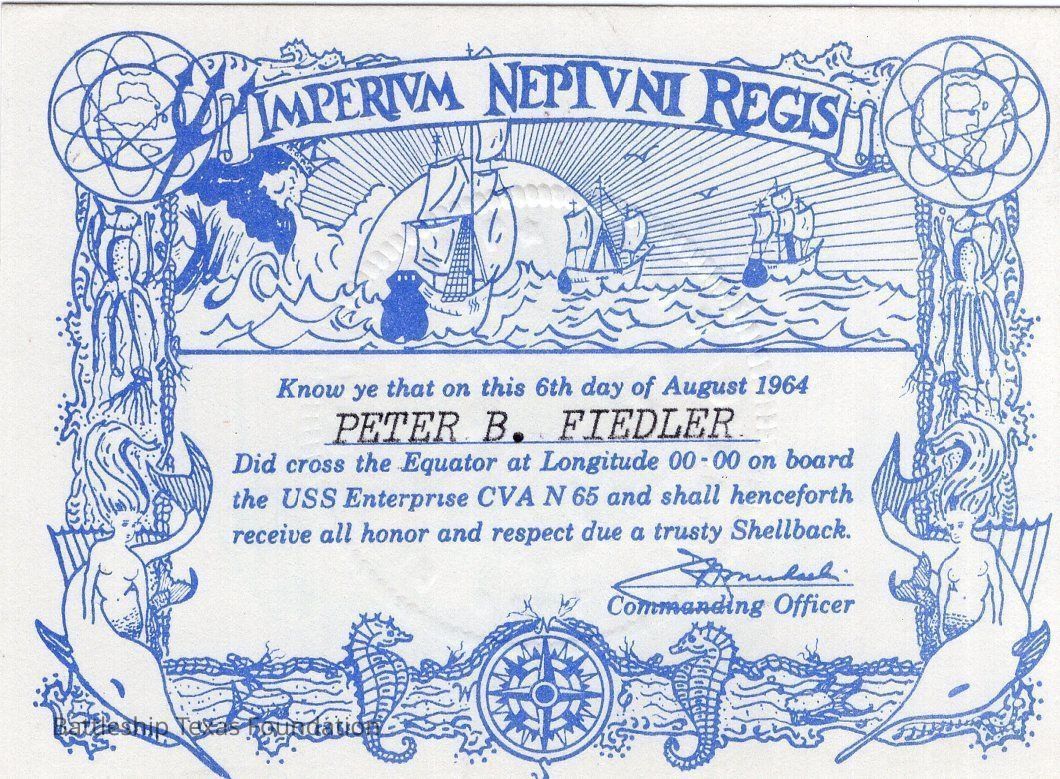 IMPERIVM NEPTVNI REGIS
Know ye that on this 6th day of August 1964
PETER B. FIEDLER
Did cross the Equator at Longitude 00-00 on board
the USS Enterprise CVA N 65 and shall henceforth
receive all honor and respect due a trusty Shellback.
Commanding Officer
N
W
S
Battleship Texas Foundation